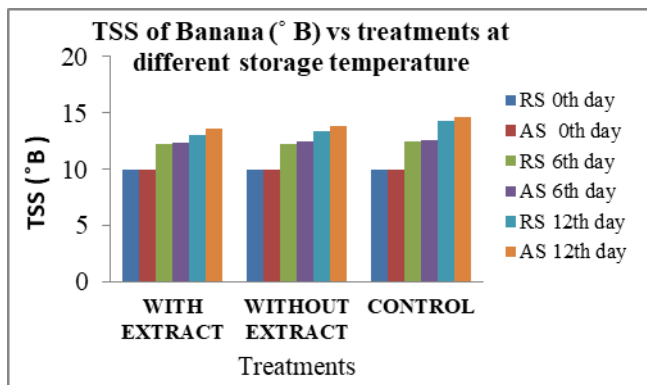 TSS of Banana (˚ B) vs treatments at
different storage temperature
20
15
10
5
0
TSS (˚B)
WITH EXTRACT
WITHOUT EXTRACT
CONTROL
Treatments
RS 0th day
AS 0th day
RS 6th day
AS 6th day
RS 12th day
AS 12th day